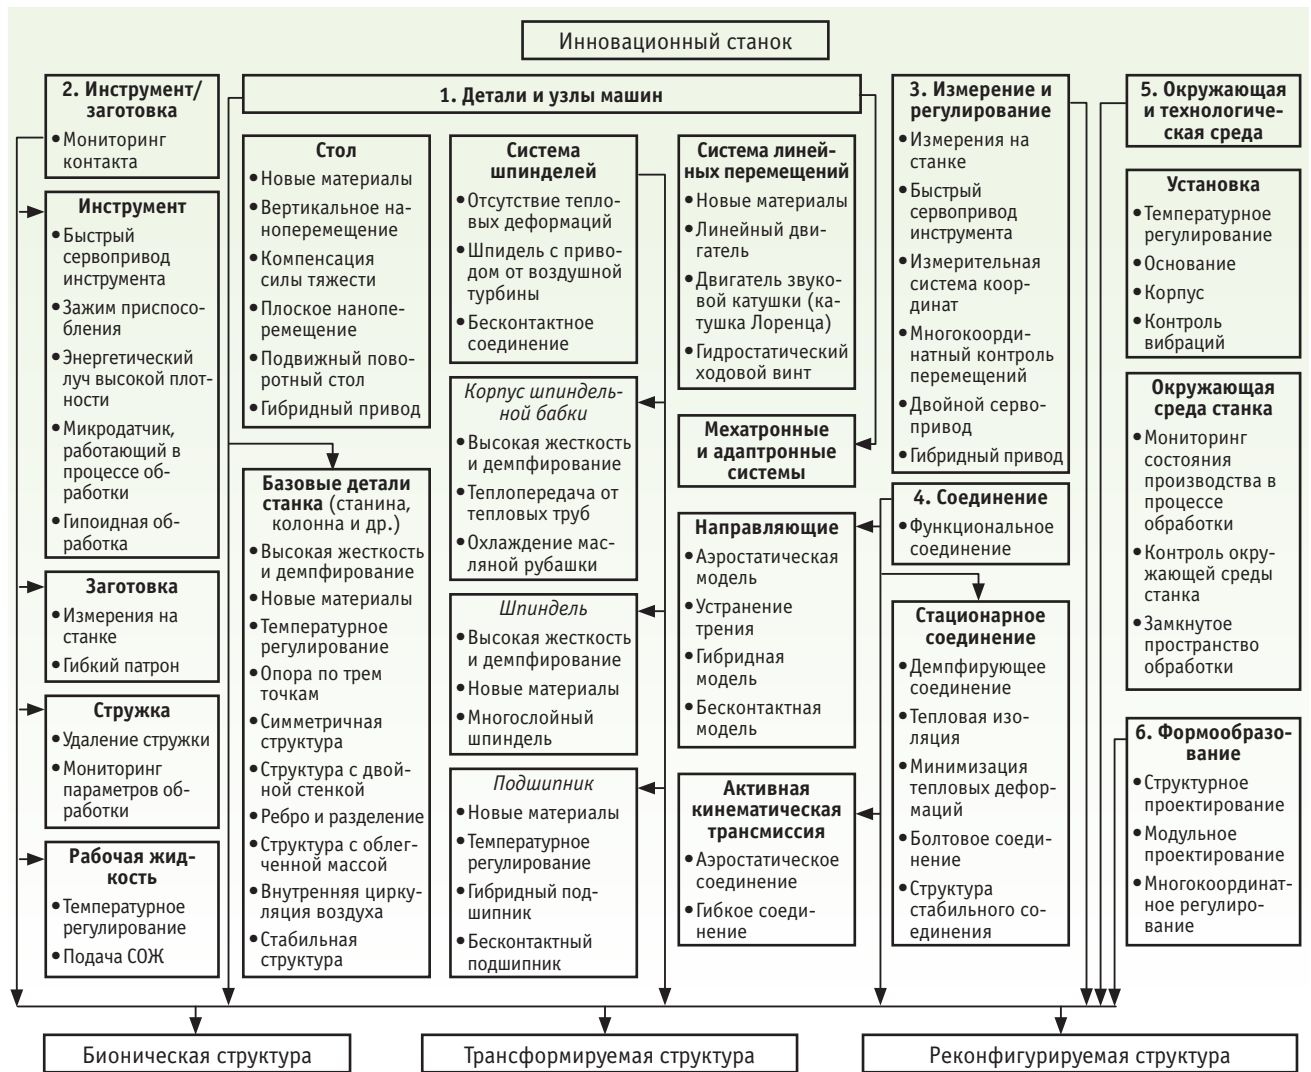 Инновационный станок
2. Инструмент/
заготовка
• Мониторинг
контакта
Инструмент
• Быстрый
сервопривод
инструмента
• Зажим приспосо-
бления
• Энергетический
луч высокой плот-
ности
• Микродатчик,
работающий в
процессе об-
работки
• Гипоидная об-
работка
Заготовка
• Измерения на
станке
• Гибкий патрон
Стружка
• Удаление стружки
• Мониторинг
параметров об-
работки
Рабочая жид-
кость
• Температурное
регулирование
• Подача СОЖ
1. Детали и узлы машин
Стол
• Новые материалы
• Вертикальное на-
ноперемещение
• Компенсация
силы тяжести
• Плоское нанопе-
ремещение
• Подвижный пово-
ротный стол
• Гибридный привод
Базовые детали
станка (станина,
колонна и др.)
• Высокая жесткость
и демпфирование
• Новые материалы
• Температурное
регулирование
• Опора по трем
точкам
• Симметричная
структура
• Структура с двой-
ной стенкой
• Ребро и разделение
• Структура с облег-
ченной массой
• Внутренняя цирку-
ляция воздуха
• Стабильная
структура
Система
шпинделей
• Отсутствие тепло-
вых деформаций
• Шпидель с приво-
дом от воздушной
турбины
• Бесконтактное
соединение
Корпус шпиндель-
ной бабки
• Высокая жесткость
и демпфирование
• Теплопередача от
тепловых труб
• Охлаждение мас-
ляной рубашки
Шпиндель
• Высокая жесткость
и демпфирование
• Новые материалы
• Многослойный
шпиндель
Подшипник
• Новые материалы
• Температурное
регулирование
• Гибридный под-
шипник
• Бесконтактный
подшипник
Система линей-
ных перемещений
• Новые материалы
• Линейный дви-
гатель
• Двигатель звуко-
вой катушки (ка-
тушка Лоренца)
• Гидростатический
ходовой винт
Мехатронные
и адаптронные
системы
Направляющие
• Аэростатическая
модель
• Устранение
трения
• Гибридная
модель
• Бесконтактная
модель
Активная
кинематическая
трансмиссия
• Аэростатическое
соединение
• Гибкое соеди-
нение
3. Измерение и
регулирование
• Измерения на
станке
• Быстрый
сервопривод
инструмента
• Измерительная
система коор-
динат
• Многокоорди-
натный контроль
перемещений
• Двойной серво-
привод
• Гибридный привод
4. Соединение
• Функциональное
соединение
Стационарное
соединение
• Демпфирующее
соединение
• Тепловая изо-
ляция
• Минимизация
тепловых дефор-
маций
• Болтовое соеди-
нение
• Структура
стабильного со-
единения
5. Окружающая
и технологиче-
ская среда
Установка
• Температурное
регулирование
• Основание
• Корпус
• Контроль
вибраций
Окружающая
среда станка
• Мониторинг
состояния
производства в
процессе
обработки
• Контроль окру-
жающей среды
станка
• Замкнутое
пространство
обработки
6. Формообразо-
вание
• Структурное
проектирование
• Модульное
проектирование
• Многокоординат-
ное регулиро-
вание
Бионическая структура
Трансформируемая структура
Реконфигурируемая структура